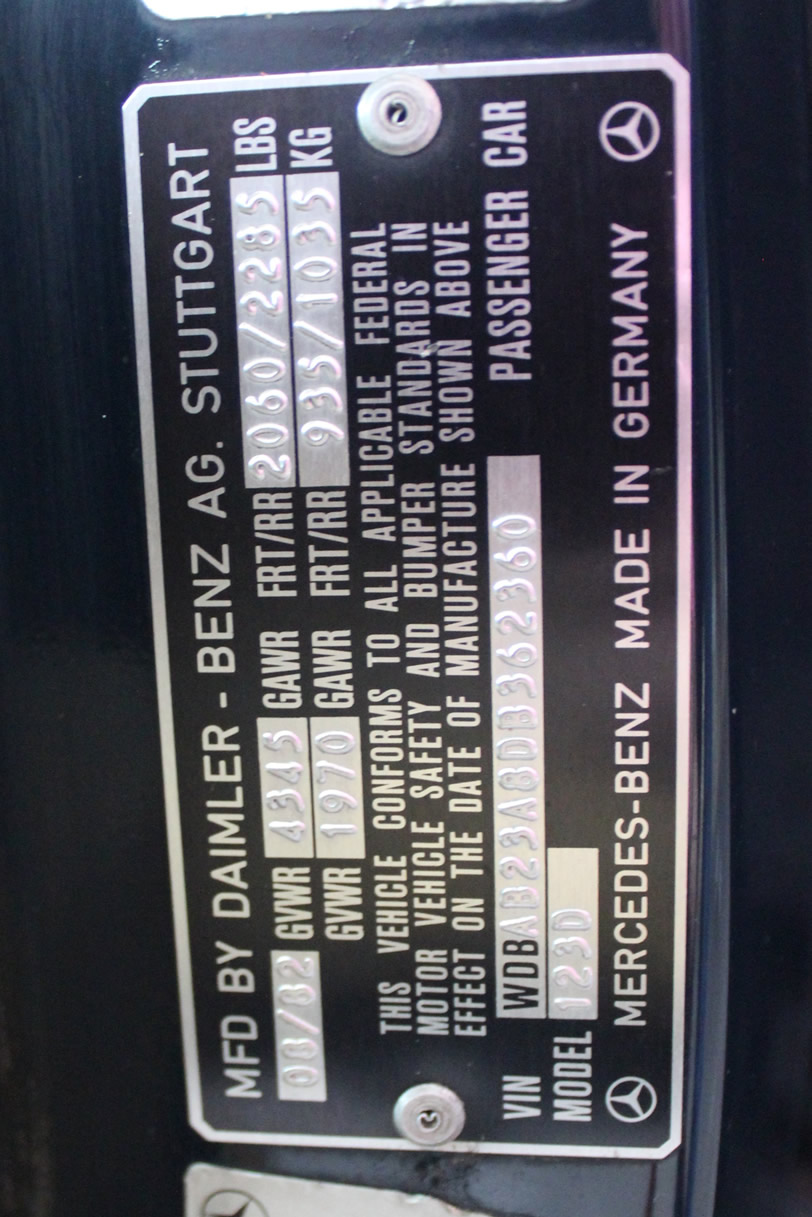 MFD BY DAIMLER - BENZ AG. STUTTGART
08/82 GVWR 4345 GAWR FRT/RR 2060/2285 LBS
GVWR 1970 GAWR FRT/RR 935/1035 KG
THIS VEHICLE CONFORMS TO ALL APPLICABLE FEDERAL
MOTOR VEHICLE SAFETY AND BUMPER STANDARDS IN
EFFECT ON THE DATE OF MANUFACTURE SHOWN ABOVE
VIN WDBAB23A8DB362360 PASSENGER CAR
MODEL 123D
MERCEDES-BENZ MADE IN GERMANY